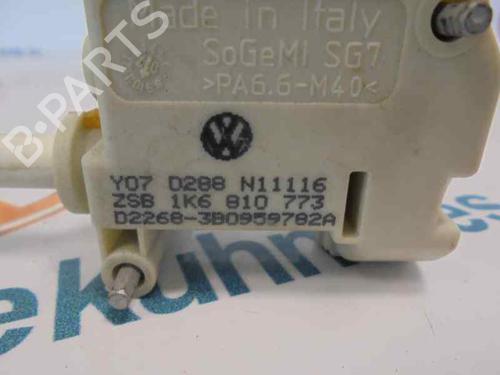 Made in Italy
SoGeMi SG7
>PA6.6-M40<
B-PARTS
VW
Y07 D288 N11116
ZSB 1K6 810 773
D2268-3B0959782A
ekuhn